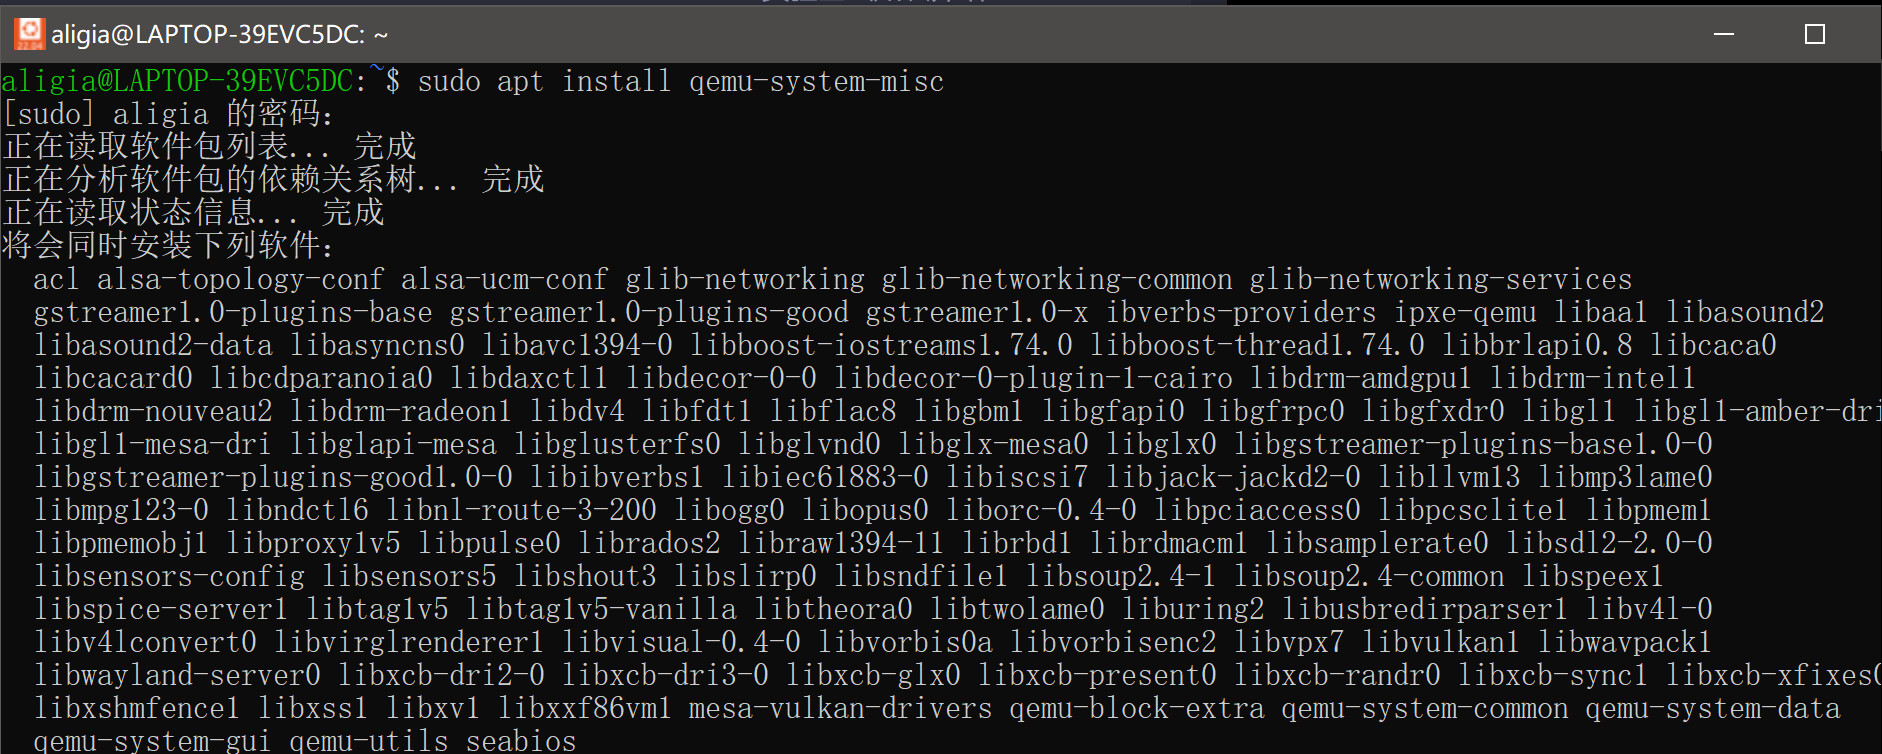 aligia@LAPTOP-39EVC5DC: ~
aligia@LAPTOP-39EVC5DC:~$ sudo apt install qemu-system-misc
[sudo] aligia 的密码:
正在读取软件包列表... 完成
正在分析软件包的依赖关系树... 完成
正在读取状态信息... 完成
将会同时安装下列软件:
acl alsa-topology-conf alsa-ucm-conf glib-networking glib-networking-common glib-networking-services
gstreamer1.0-plugins-base gstreamer1.0-plugins-good gstreamer1.0-x ibverbs-providers ipxe-qemu libaa1 libasound2
libasound2-data libasyncns0 libavc1394-0 libboost-iostreams1.74.0 libboost-thread1.74.0 libbrlapi0.8 libcaca0
libcacard0 libcdparanoia0 libdaxctl1 libdecor-0-0 libdecor-0-plugin-1-cairo libdrm-amdgpu1 libdrm-intel1
libdrm-nouveau2 libdrm-radeon1 libdv4 libfdt1 libflac8 libgbm1 libgfapi0 libgfrpc0 libgfxdr0 libgl1 libgl1-amber-dri
libgl1-mesa-dri libglapi-mesa libglusterfs0 libglvnd0 libglx-mesa0 libglx0 libgstreamer-plugins-base1.0-0
libgstreamer-plugins-good1.0-0 libibverbs1 libiec61883-0 libiscsi7 libjack-jackd2-0 libllvm13 libmp3lame0
libmpg123-0 libndctl6 libnl-route-3-200 libogg0 libopus0 liborc-0.4-0 libpciaccess0 libpcsclite1 libpmem1
libpmemobj1 libproxy1v5 libpulse0 librados2 libraw1394-11 librbd1 librdmacm1 libsamplerate0 libsdl2-2.0-0
libsensors-config libsensors5 libshout3 libslirp0 libsndfile1 libsoup2.4-1 libsoup2.4-common libspeex1
libspice-server1 libtag1v5 libtag1v5-vanilla libtheora0 libtwolame0 liburing2 libusbredirparser1 libv4l-0
libv4lconvert0 libvirglrenderer1 libvisual-0.4-0 libvorbis0a libvorbisenc2 libvpx7 libvulkan1 libwavpack1
libwayland-server0 libxcb-dri2-0 libxcb-dri3-0 libxcb-glx0 libxcb-present0 libxcb-randr0 libxcb-sync1 libxcb-xfixes0
libxshmfence1 libxss1 libxv1 libxxf86vm1 mesa-vulkan-drivers qemu-block-extra qemu-system-common qemu-system-data
qemu-system-gui qemu-utils seabios